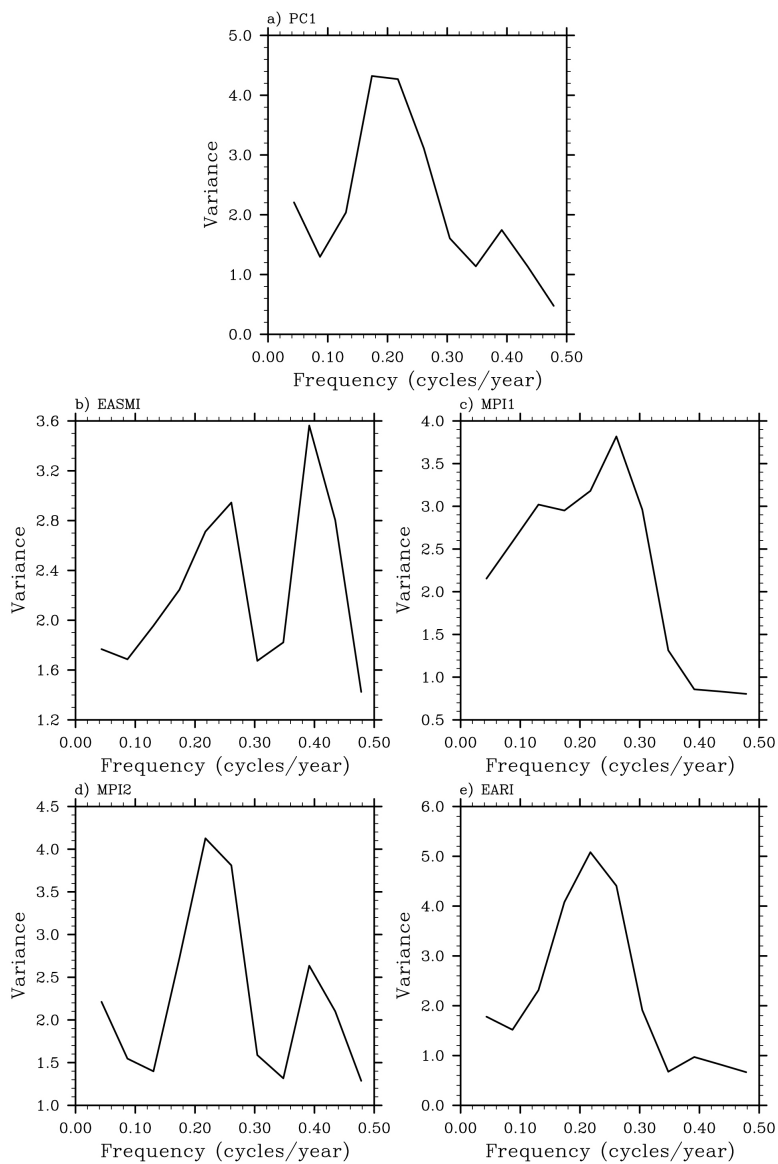 a) PC1
5.0
4.0
3.0
2.0
1.0
0.0
Variance
0.00 0.10 0.20 0.30 0.40 0.50
Frequency (cycles/year)
b) EASMI
3.6
3.2
2.8
2.4
2.0
1.6
1.2
Variance
0.00 0.10 0.20 0.30 0.40 0.50
Frequency (cycles/year)
c) MPI1
4.0
3.5
3.0
2.5
2.0
1.5
1.0
0.5
Variance
0.00 0.10 0.20 0.30 0.40 0.50
Frequency (cycles/year)
d) MPI2
4.5
4.0
3.5
3.0
2.5
2.0
1.5
1.0
Variance
0.00 0.10 0.20 0.30 0.40 0.50
Frequency (cycles/year)
e) EARI
6.0
5.0
4.0
3.0
2.0
1.0
0.0
Variance
0.00 0.10 0.20 0.30 0.40 0.50
Frequency (cycles/year)